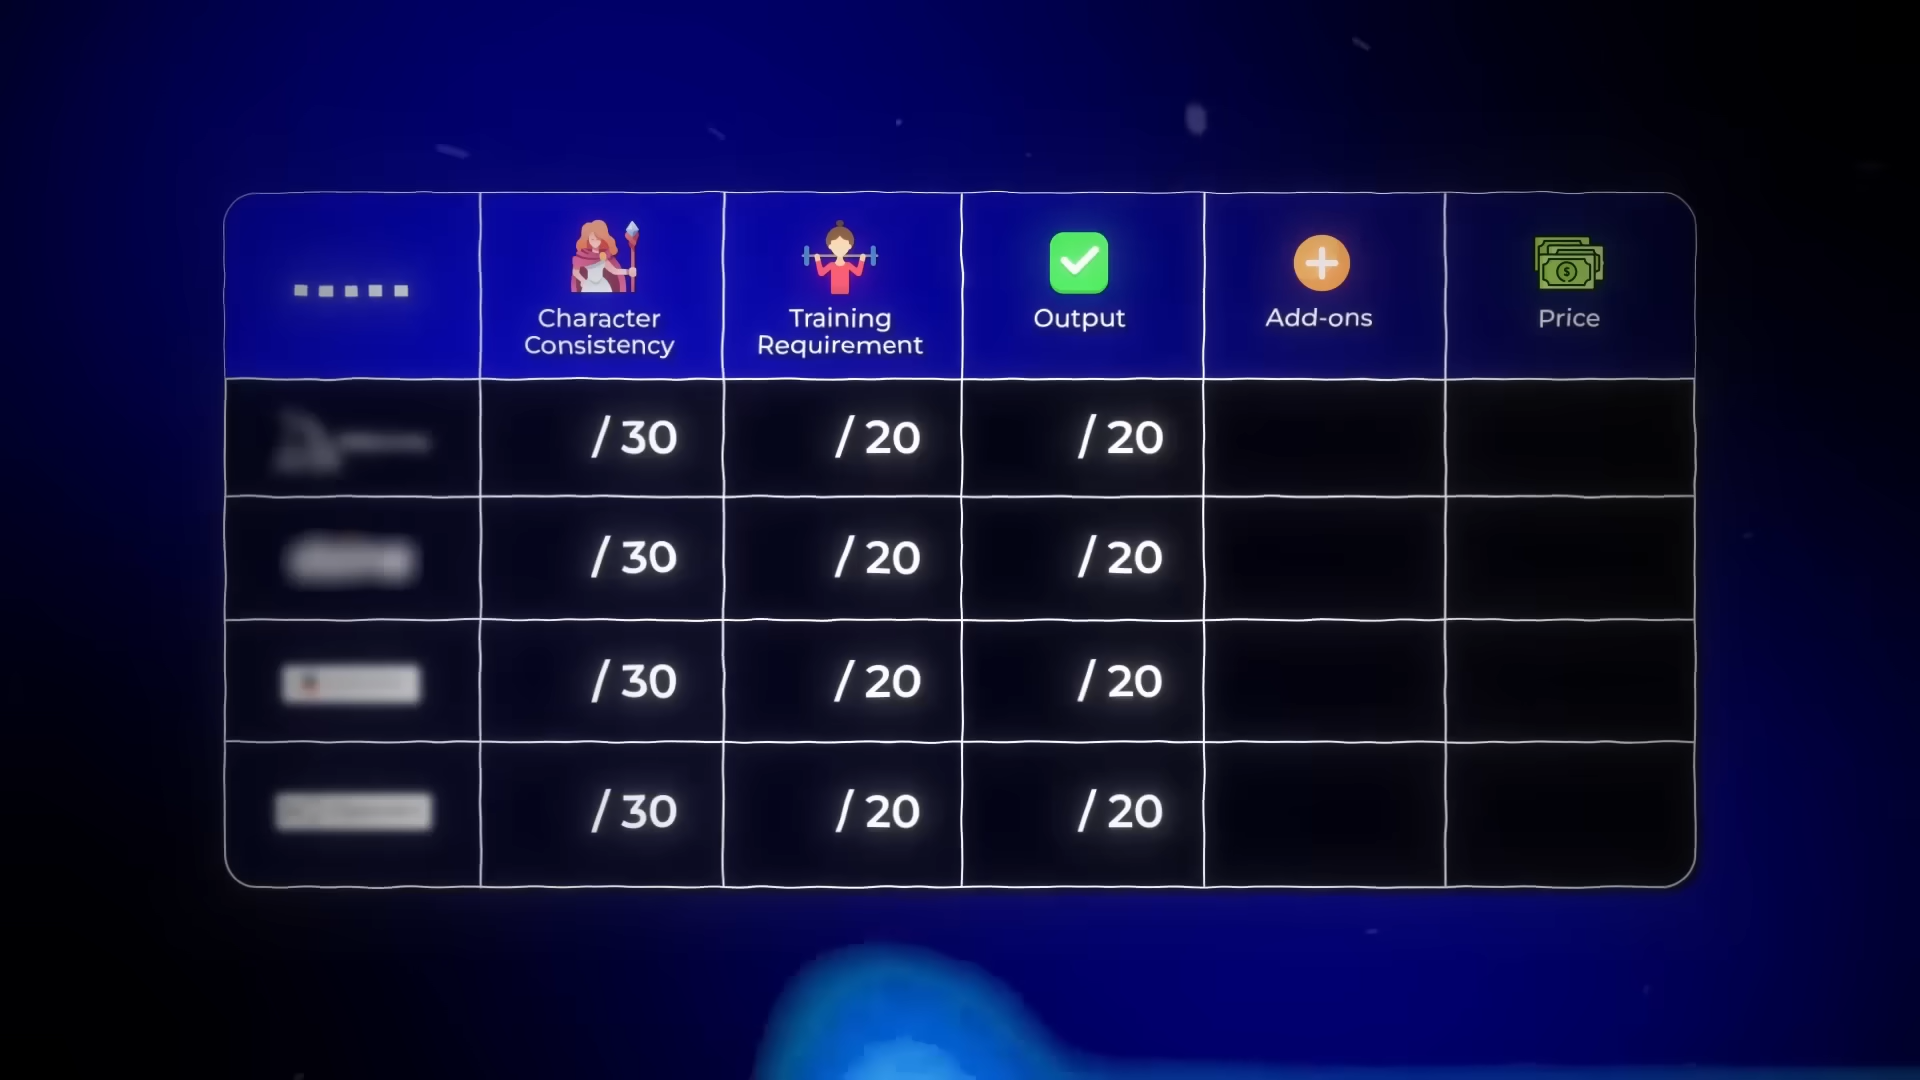 Character
Consistency
Training
Requirement
Output
Add-ons
Price
/ 30
/ 20
/ 20
/ 30
/ 20
/ 20
/ 30
/ 20
/ 20
/ 30
/ 20
/ 20